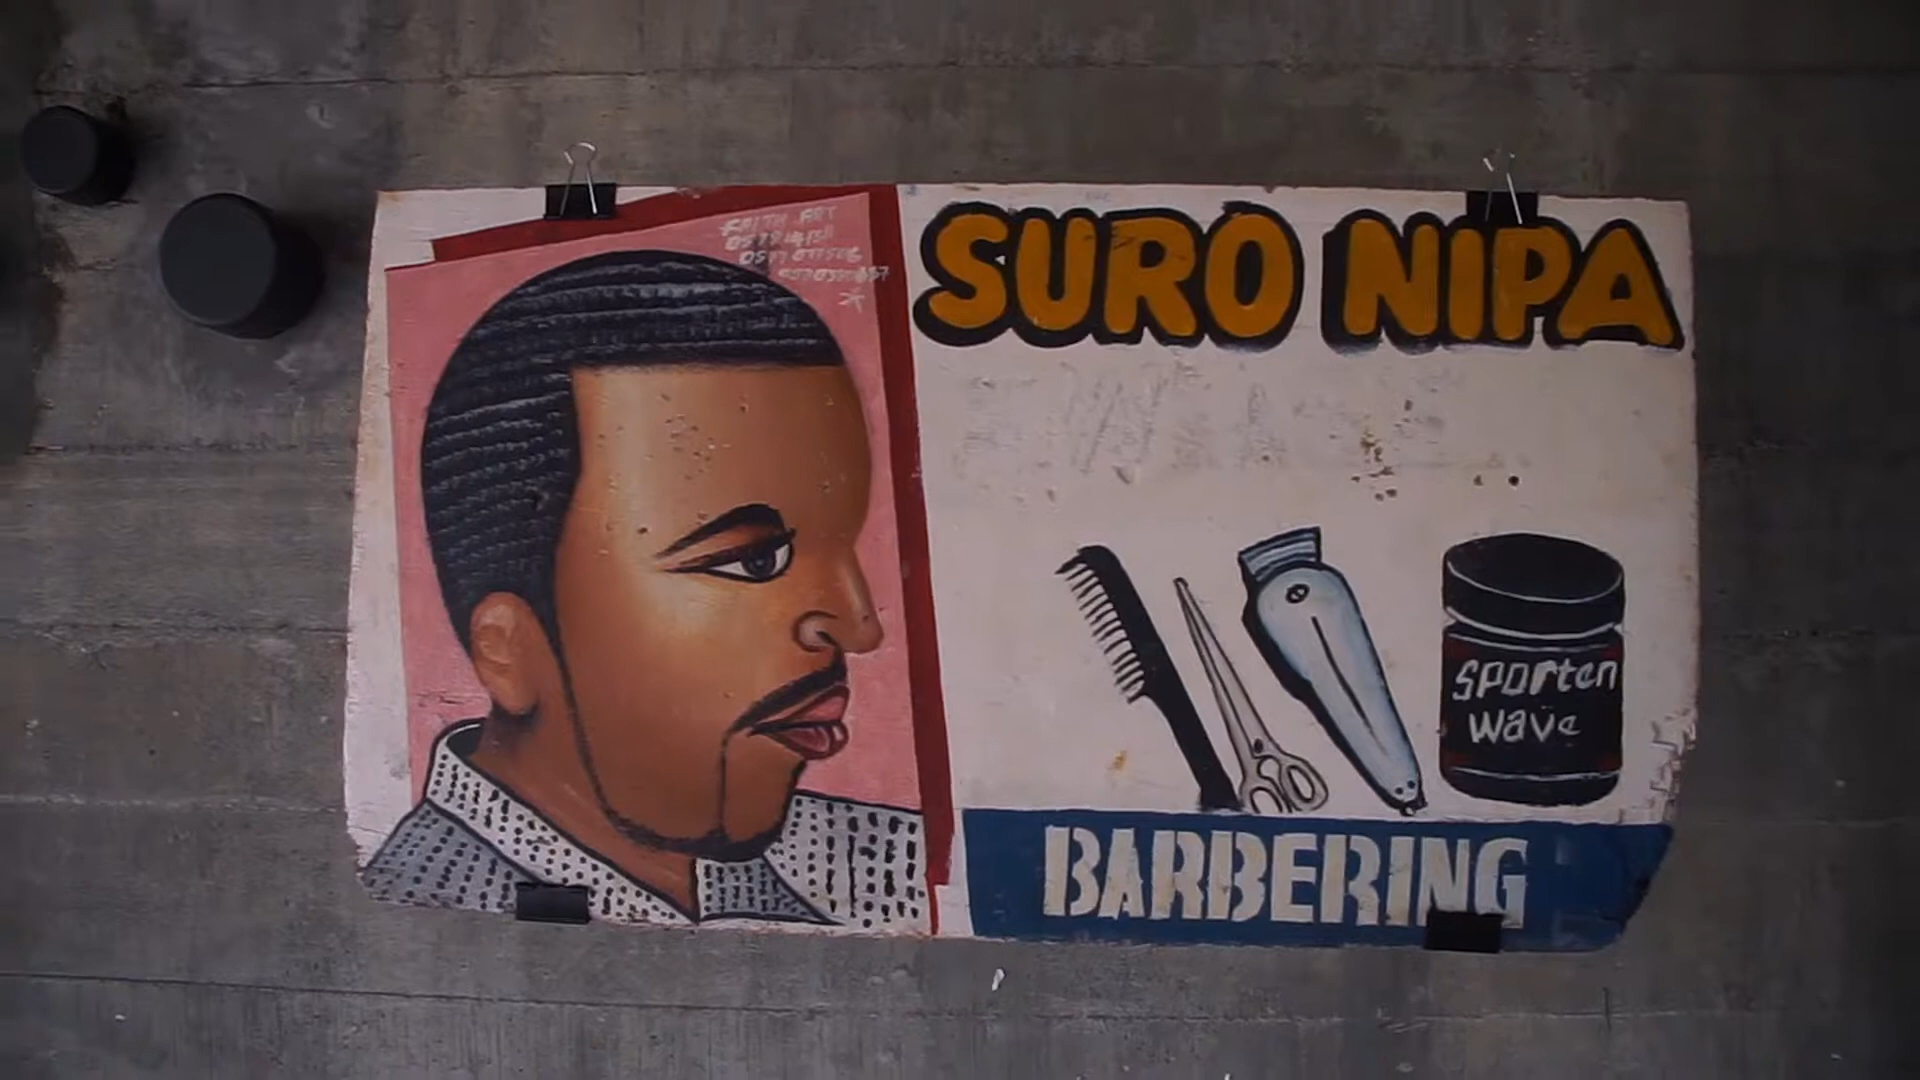 FAITH ART
SURO NIPA
Sporten
wave
BARBERING